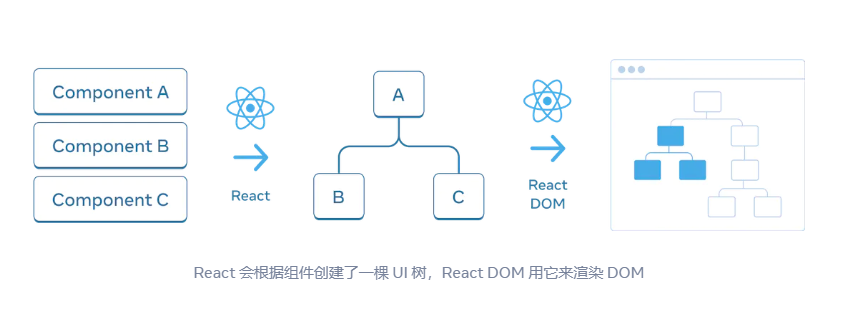 Component A
Component B
Component C
React
A
B
C
React
DOM
React 会根据组件创建了一棵 UI 树，React DOM 用它来渲染 DOM